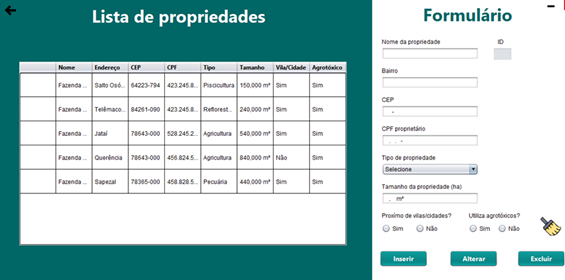 Lista de propriedades
Nome Endereço CEP CPF Tipo Tamanho Vila/Cidade Agrotóxico
Fazenda ... Salto Osó... 64223-794 423.245.8... Piscicultura 150,000 m² Sim Sim
Fazenda ... Telêmaco... 84261-090 423.245.8... Reflorest... 240,000 m² Sim Sim
Fazenda ... Jataí 78643-000 528.245.2... Agricultura 540,000 m² Sim Sim
Fazenda ... Querência 78643-000 456.824.5... Agricultura 840,000 m² Não Sim
Fazenda ... Sapezal 78365-000 458.828.5... Pecuária 440,000 m² Sim Sim
Formulário
Nome da propriedade ID
Bairro
CEP
-
CPF proprietário
. . -
Tipo de propriedade
Selecione
Tamanho da propriedade (ha)
. m²
Proxímo de vilas/cidades? Utiliza agrotóxicos?
Sim Não Sim Não
Inserir Alterar Excluir